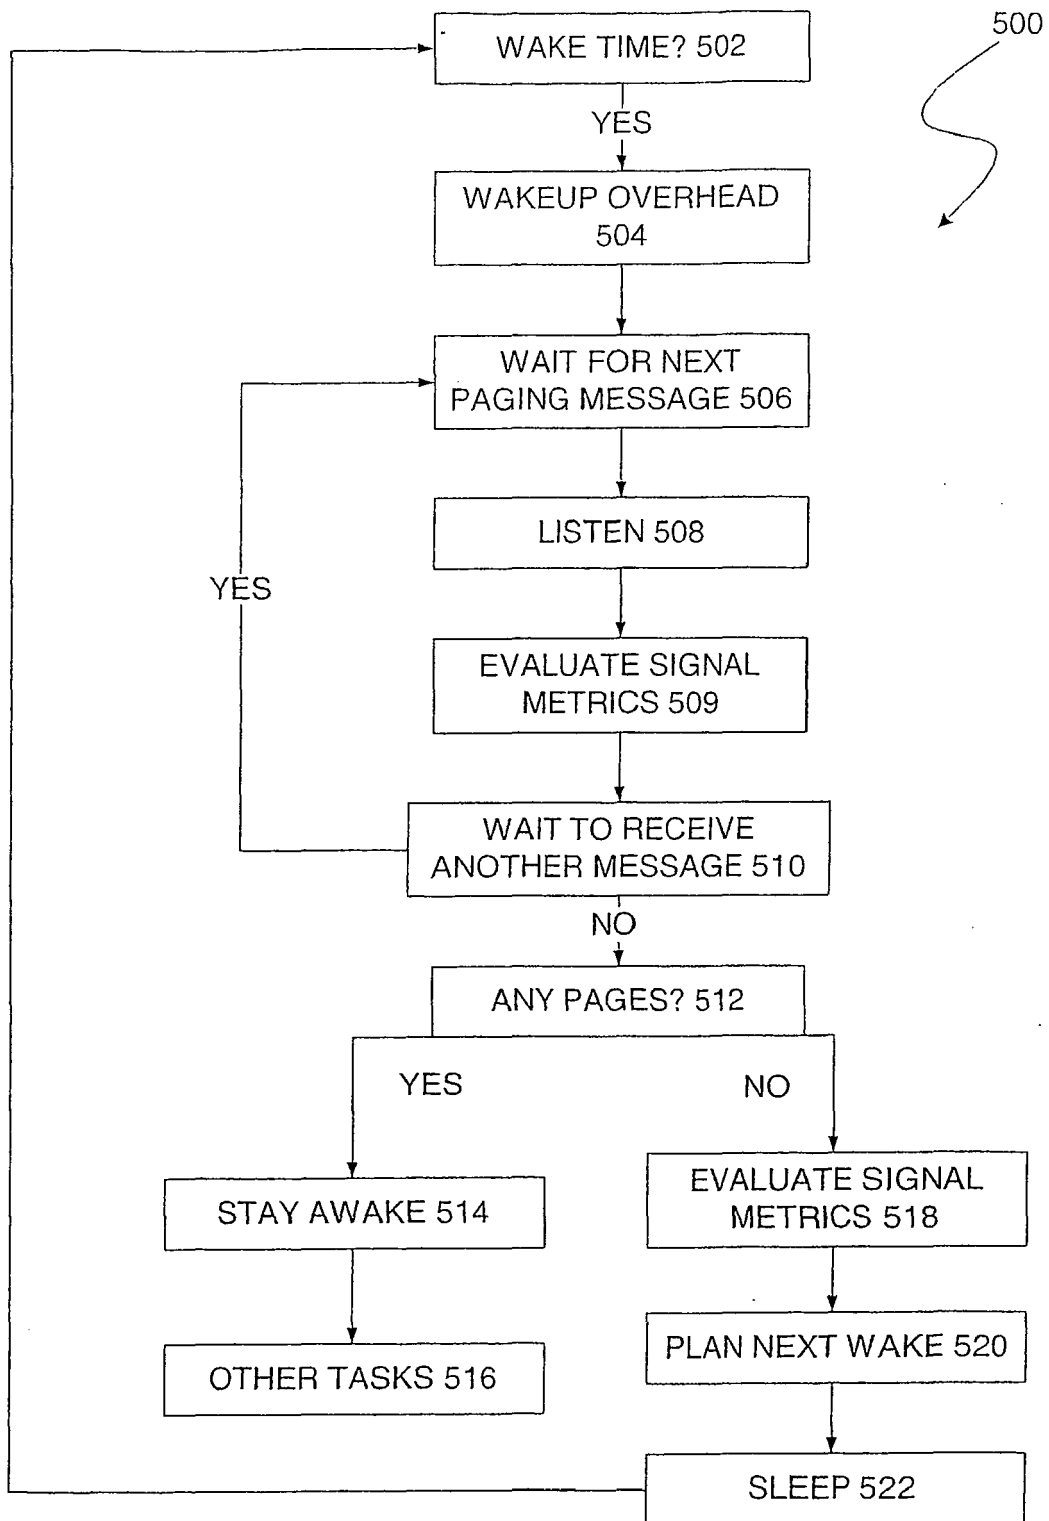 500
WAKE TIME? 502
YES
WAKEUP OVERHEAD
504
WAIT FOR NEXT
PAGING MESSAGE 506
LISTEN 508
YES
EVALUATE SIGNAL
METRICS 509
WAIT TO RECEIVE
ANOTHER MESSAGE 510
NO
ANY PAGES? 512
YES
NO
STAY AWAKE 514
EVALUATE SIGNAL
METRICS 518
OTHER TASKS 516
PLAN NEXT WAKE 520
SLEEP 522